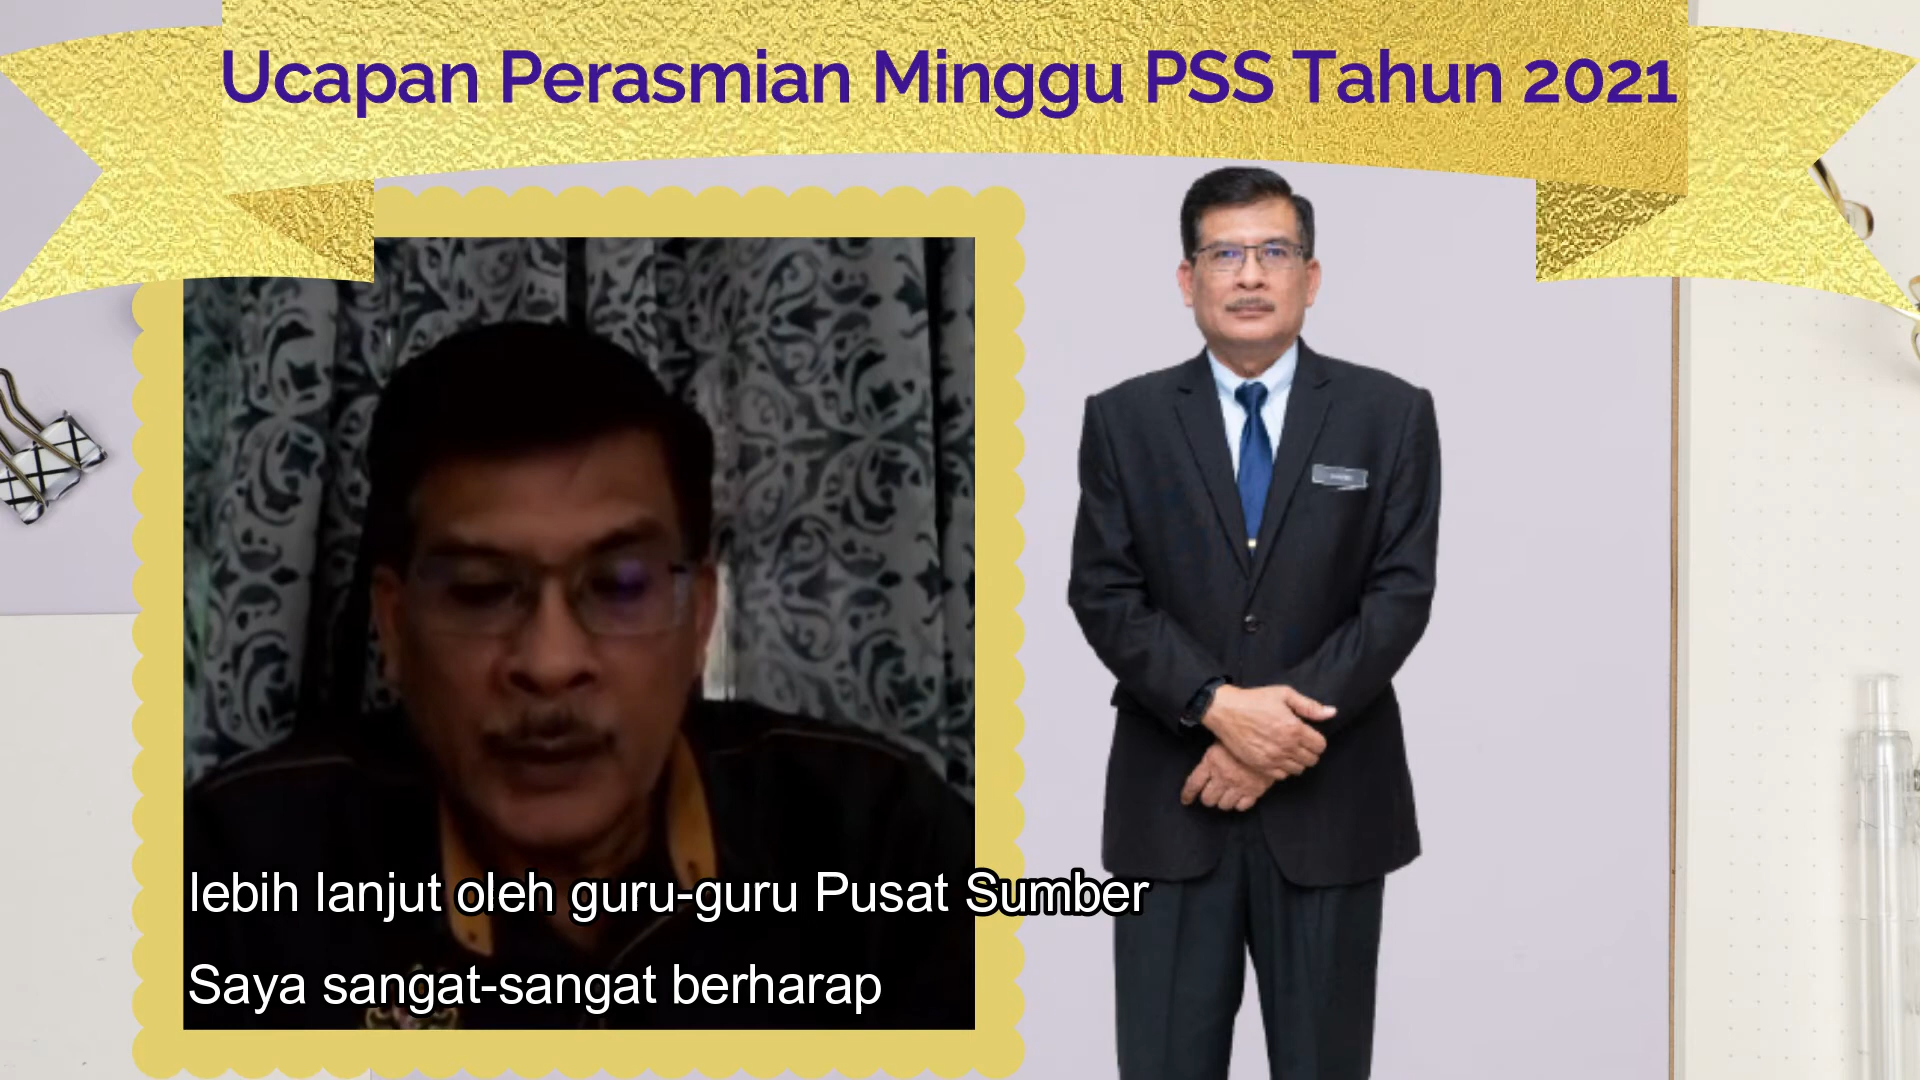 Ucapan Perasmian Minggu PSS Tahun 2021
lebih lanjut oleh guru-guru Pusat Sumber
Saya sangat-sangat berharap